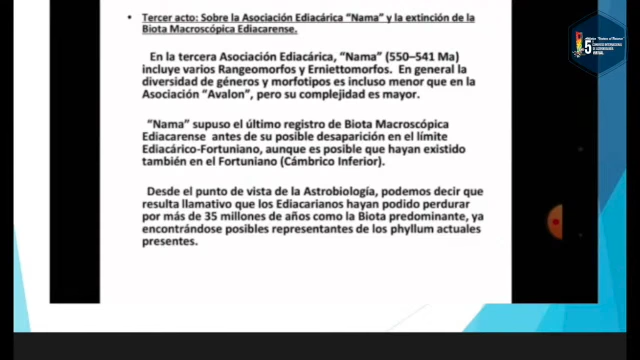 • Tercer acto: Sobre la Asociación Ediacárica “Nama” y la extinción de la
Biota Macroscópica Ediacarense.
En la tercera Asociación Ediacárica, “Nama” (550–541 Ma)
incluye varios Rangeomorfos y Erniettomorfos. En general la
diversidad de géneros y morfotipos es incluso menor que en la
Asociación “Avalon”, pero su complejidad es mayor.
“Nama” supuso el último registro de Biota Macroscópica
Ediacarense antes de su posible desaparición en el límite
Ediacárico-Fortuniano, aunque es posible que hayan existido
también en el Fortuniano (Cámbrico Inferior).
Desde el punto de vista de la Astrobiología, podemos decir que
resulta llamativo que los Ediacarianos hayan podido perdurar
por más de 35 millones de años como la Biota predominante, ya
encontrándose posibles representantes de los phyllum actuales
presentes.
5
CONGRESO INTERNACIONAL
VIRTUAL